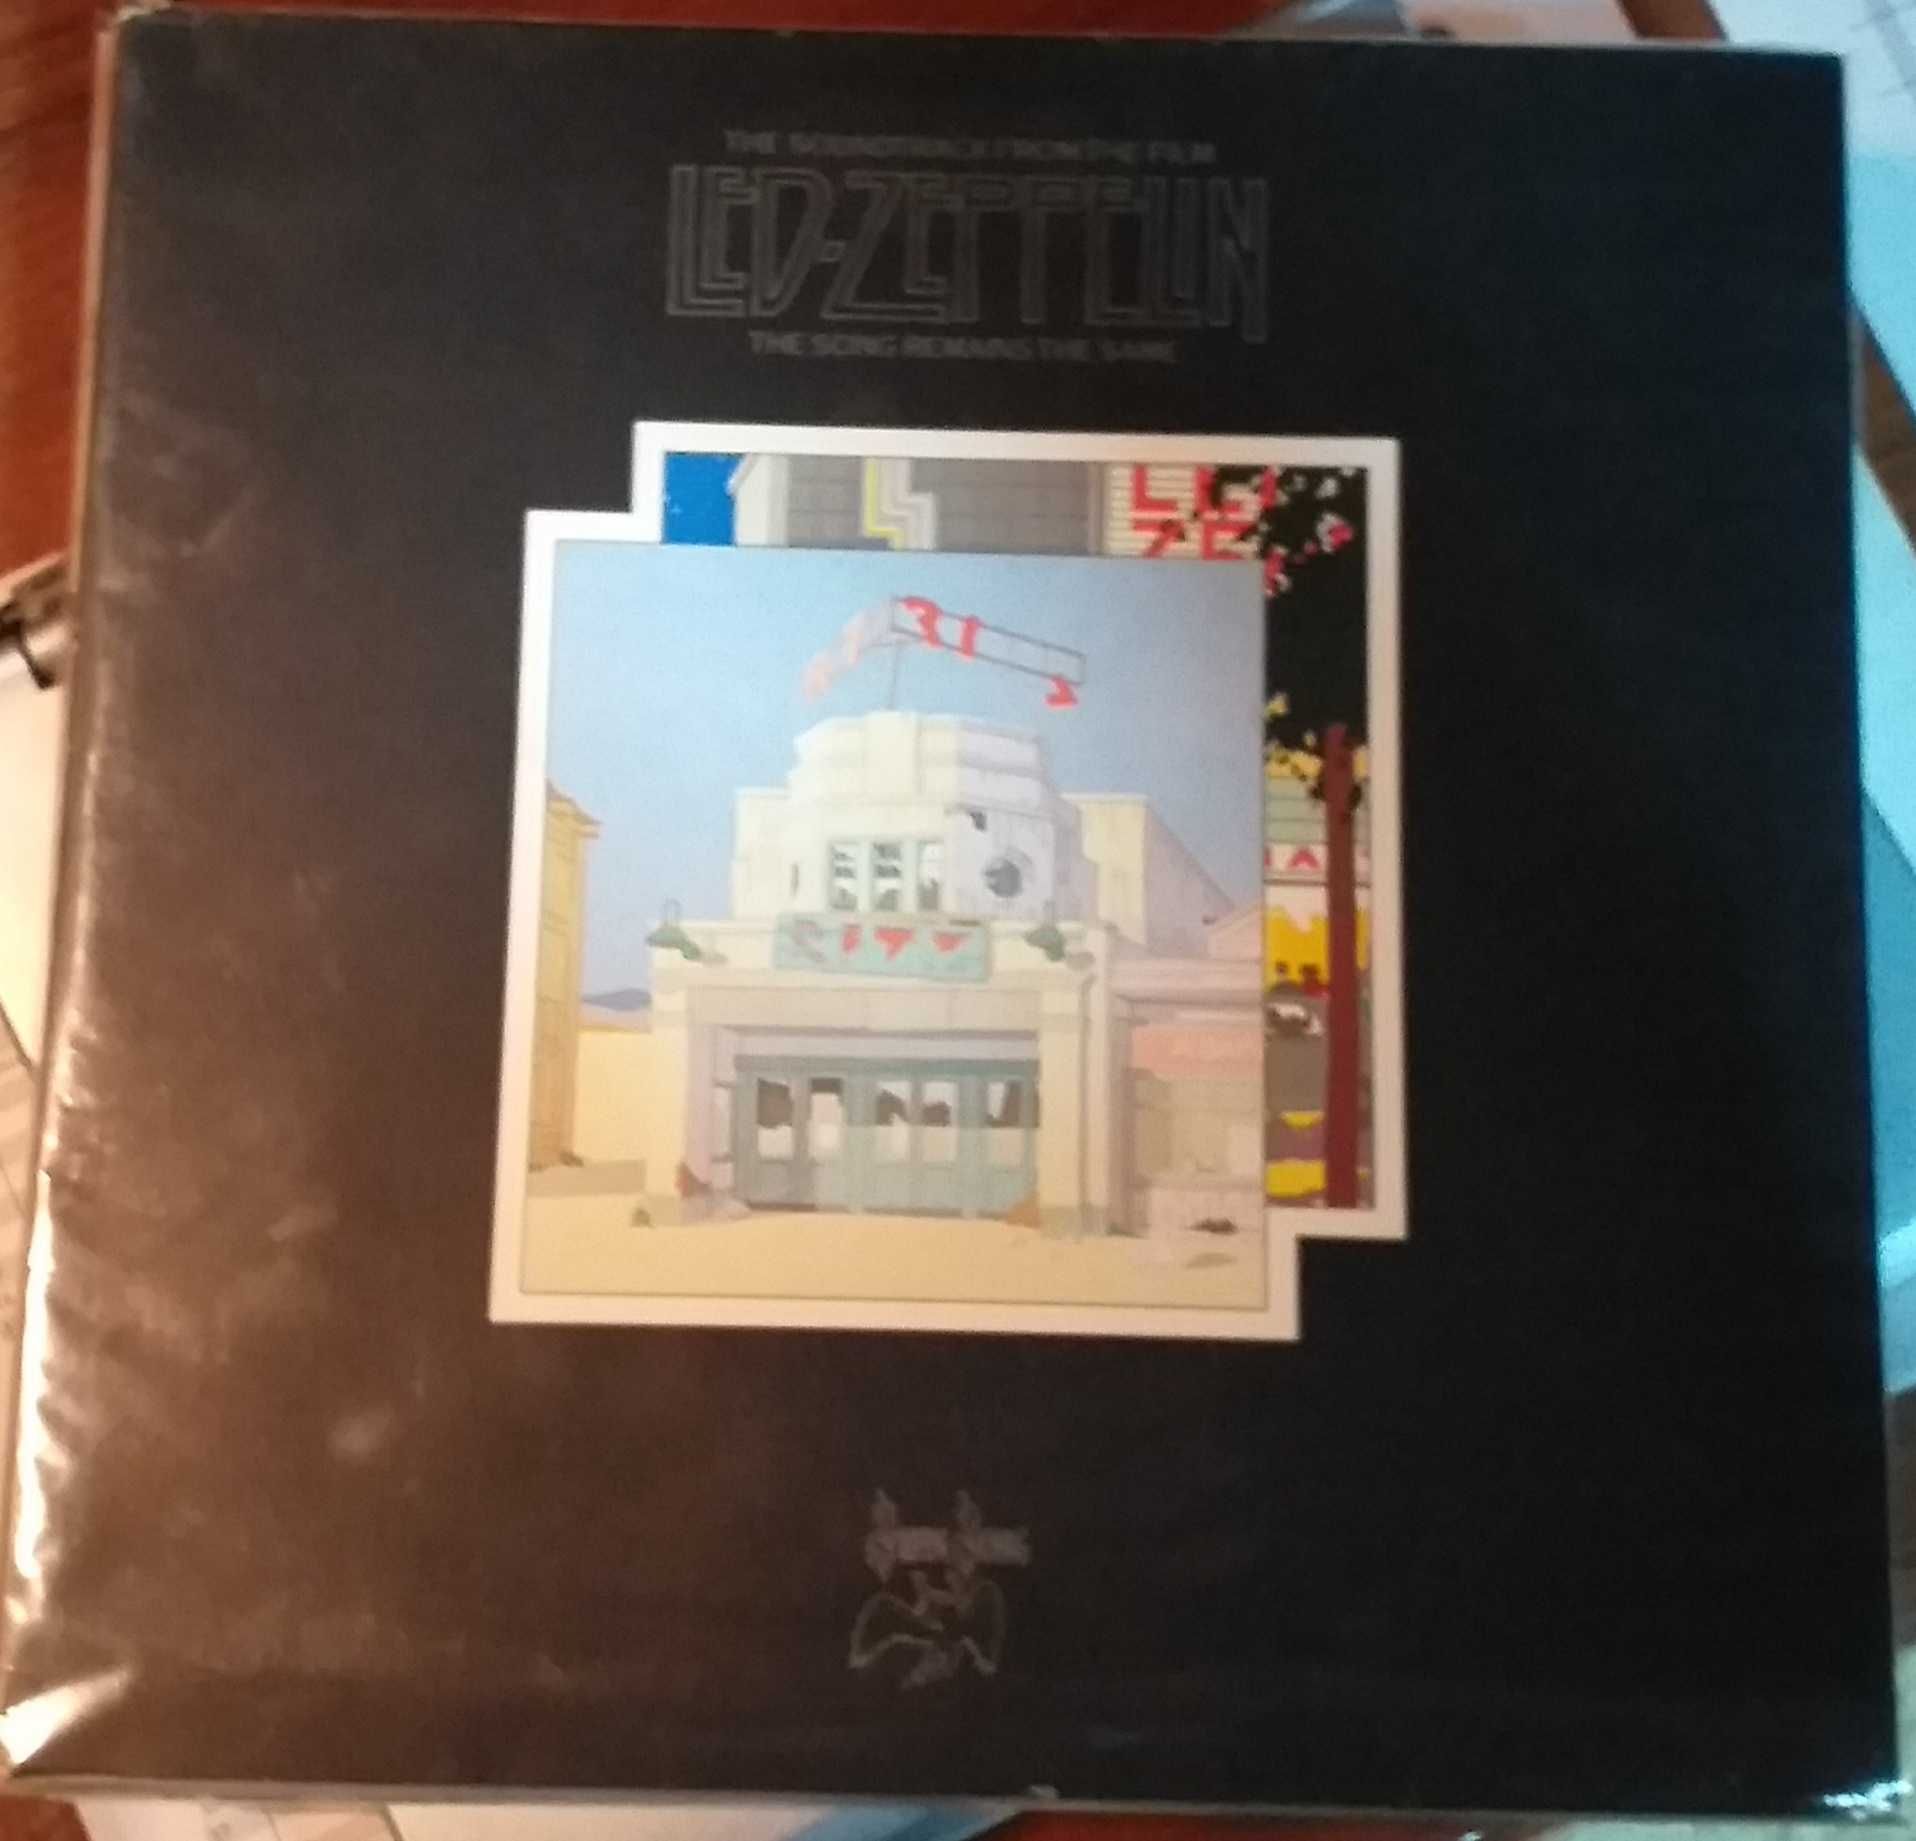 THE SOUNDTRACK FROM THE FILM
LED-ZEPPELIN
THE SONG REMAINS THE SAME